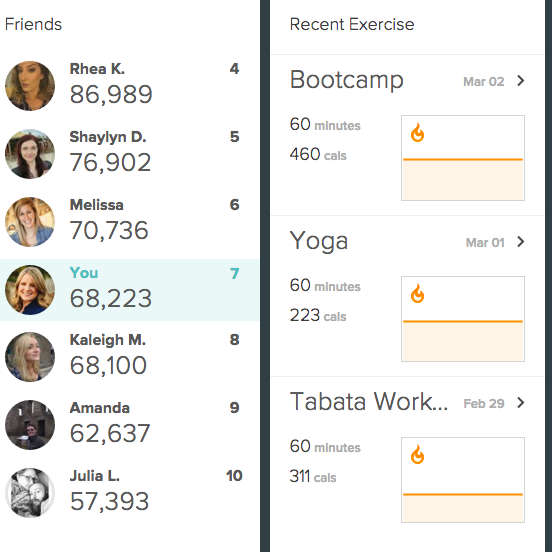 Friends
Rhea K. 4
86,989
Shaylyn D. 5
76,902
Melissa 6
70,736
You 7
68,223
Kaleigh M. 8
68,100
Amanda 9
62,637
Julia L. 10
57,393
Recent Exercise
Bootcamp Mar 02
60 minutes
460 cals
Yoga Mar 01
60 minutes
223 cals
Tabata Work... Feb 29
60 minutes
311 cals